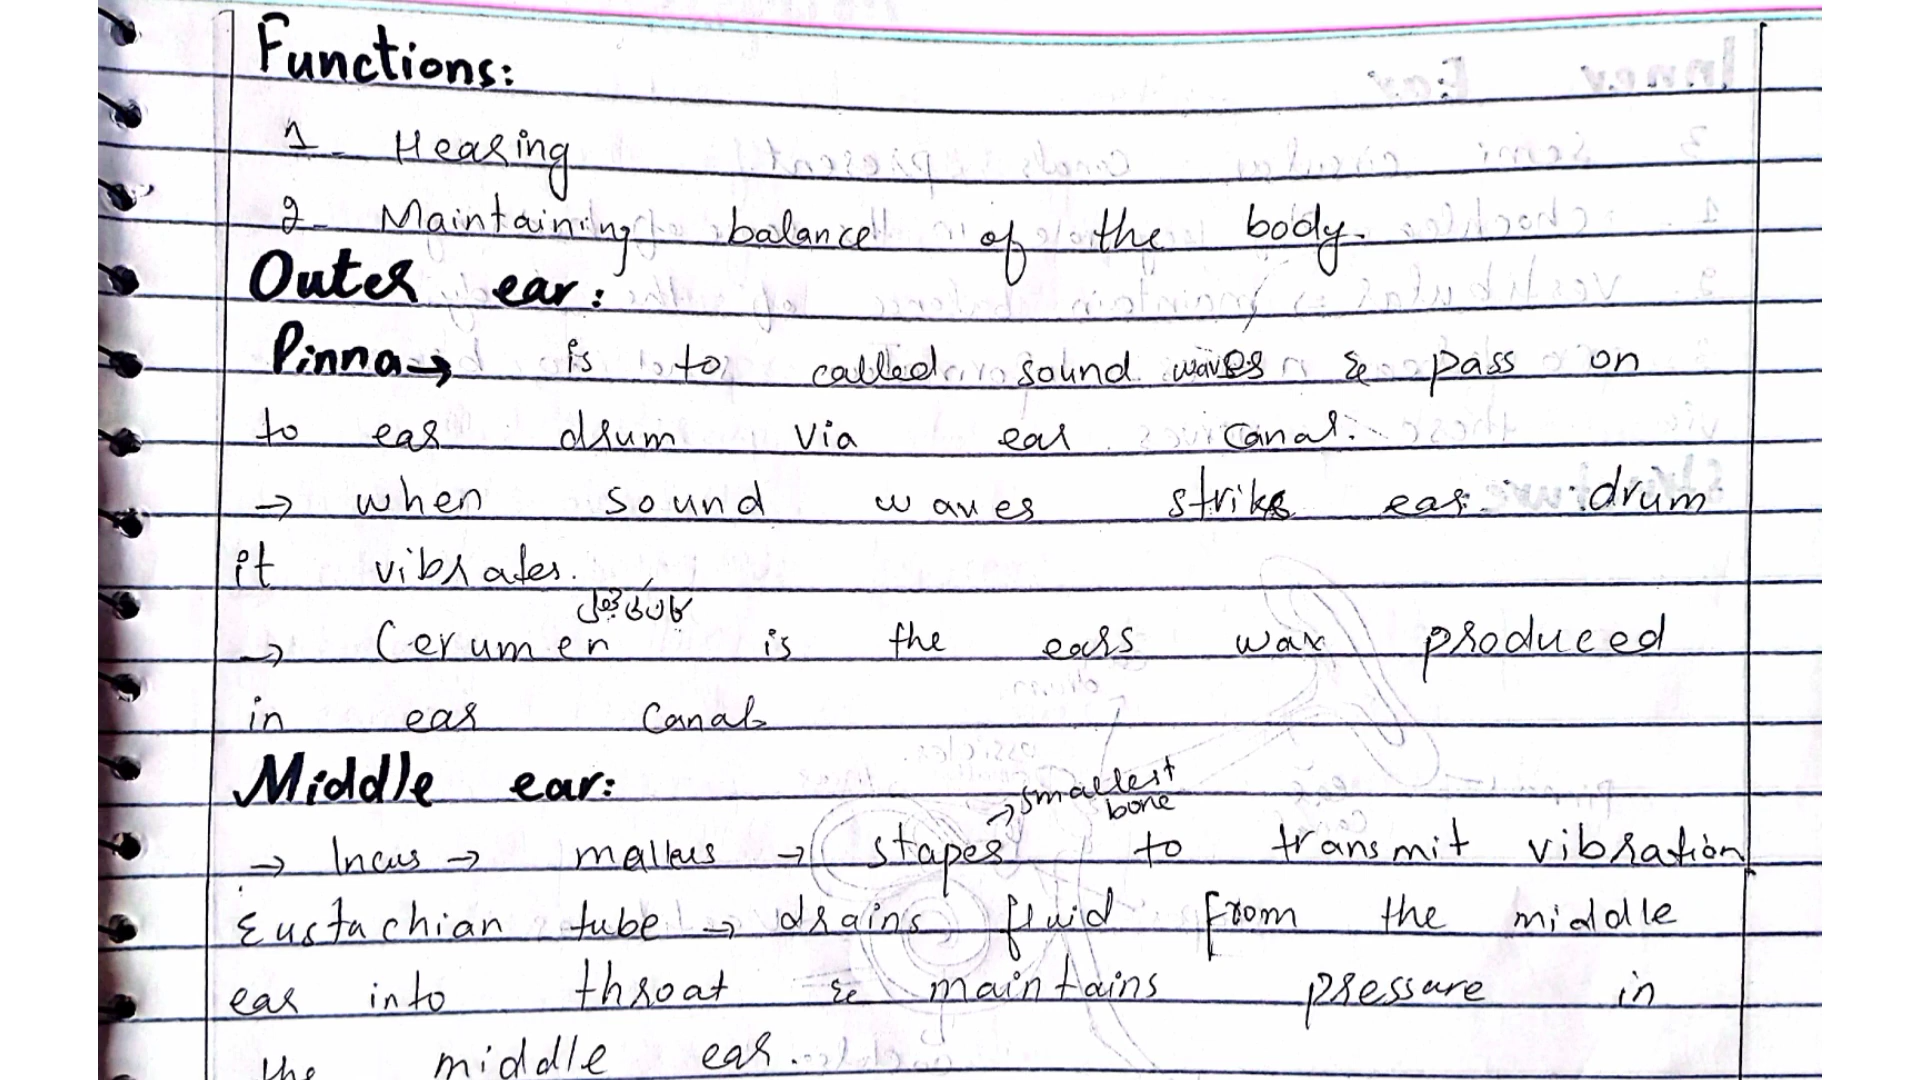 Functions:
1- Hearing
2- Maintaining balance of the body.
Outer ear:
Pinna→ is to called sound waves & pass on
to ear drum via ear canal.
→ when sound waves strike ear drum
it vibrates.
کان کا میل
→ Cerumen is the ears wax produced
in ear canal
Middle ear:
→ smallest
bone
→ Incus → malleus → stapes to transmit vibration
Eustachian tube → drains fluid from the middle
ear into throat & maintains pressure in
the middle ear.